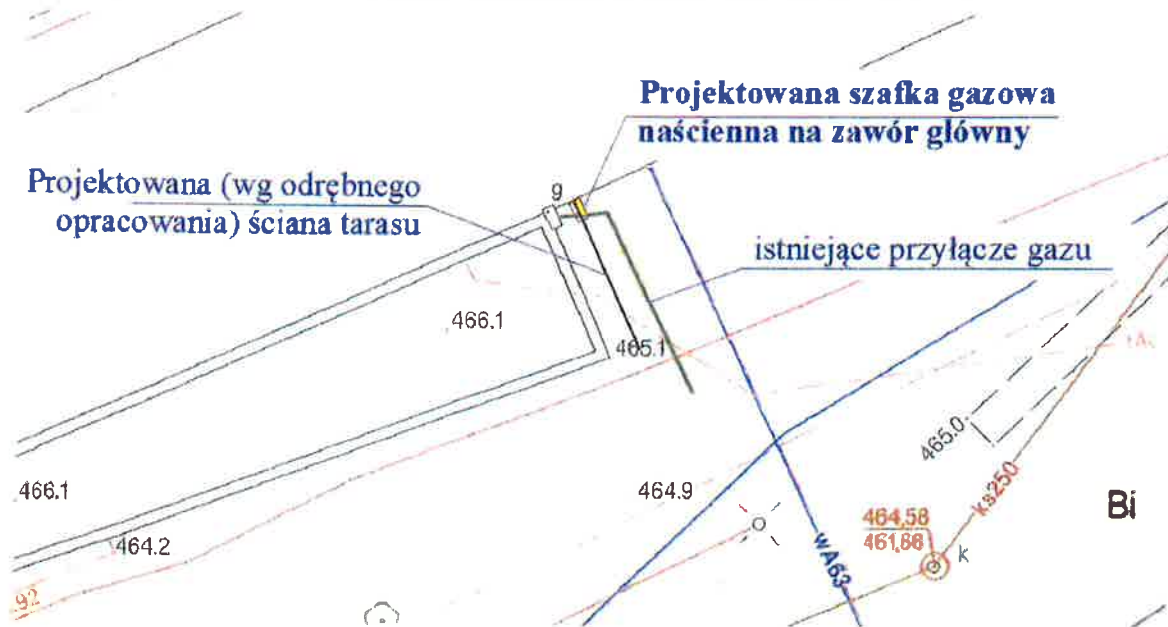 Projektowana szafka gazowa
naścienna na zawór główny
Projektowana (wg odrębnego
opracowania) ściana tarasu
9
istniejące przyłącze gazu
466.1
465.1
465.0
466.1
464.9
ks250
Bi
464,58
461,86
k
464.2
wA63
92